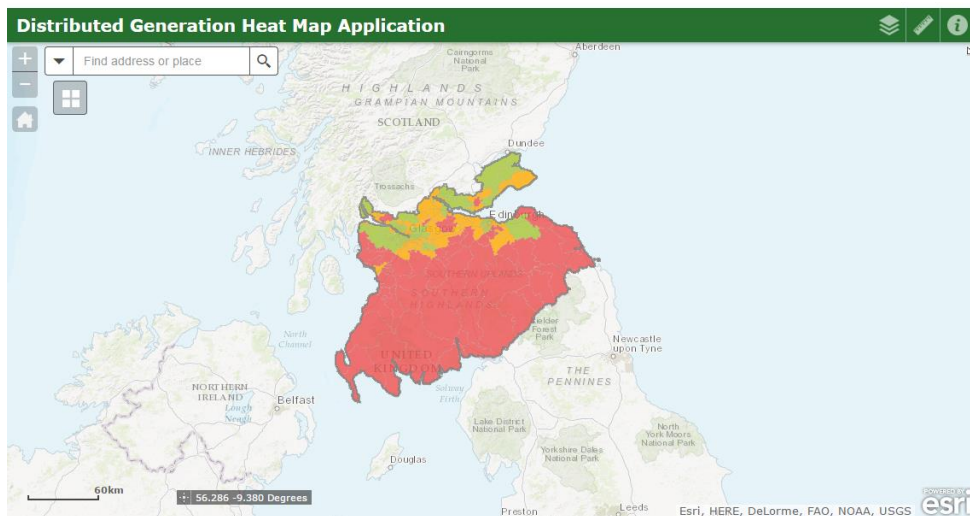 Distributed Generation Heat Map Application
Find address or place
Aberdeen
Cairngorms
National
Park
HIGHLANDS
GRAMPIAN MOUNTAINS
SCOTLAND
Dundee
INNER HEBRIDES
Trossachs
Edinburgh
Glasgow
SOUTHERN UPLANDS
SOUTHERN
HIGHLANDS
North
Channel
Forest
Park
Newcastle
upon Tyne
UNITED
KINGDOM
THE
PENNINES
NORTHERN
IRELAND
Lough
Neagh
Belfast
Solway
Firth
Lake District
National Park
North
York Moors
National Park
Yorkshire Dales
National Park
Douglas
60km
56.286 -9.380 Degrees
Preston
Leeds
Esri, HERE, DeLorme, FAO, NOAA, USGS
POWERED BY
esri